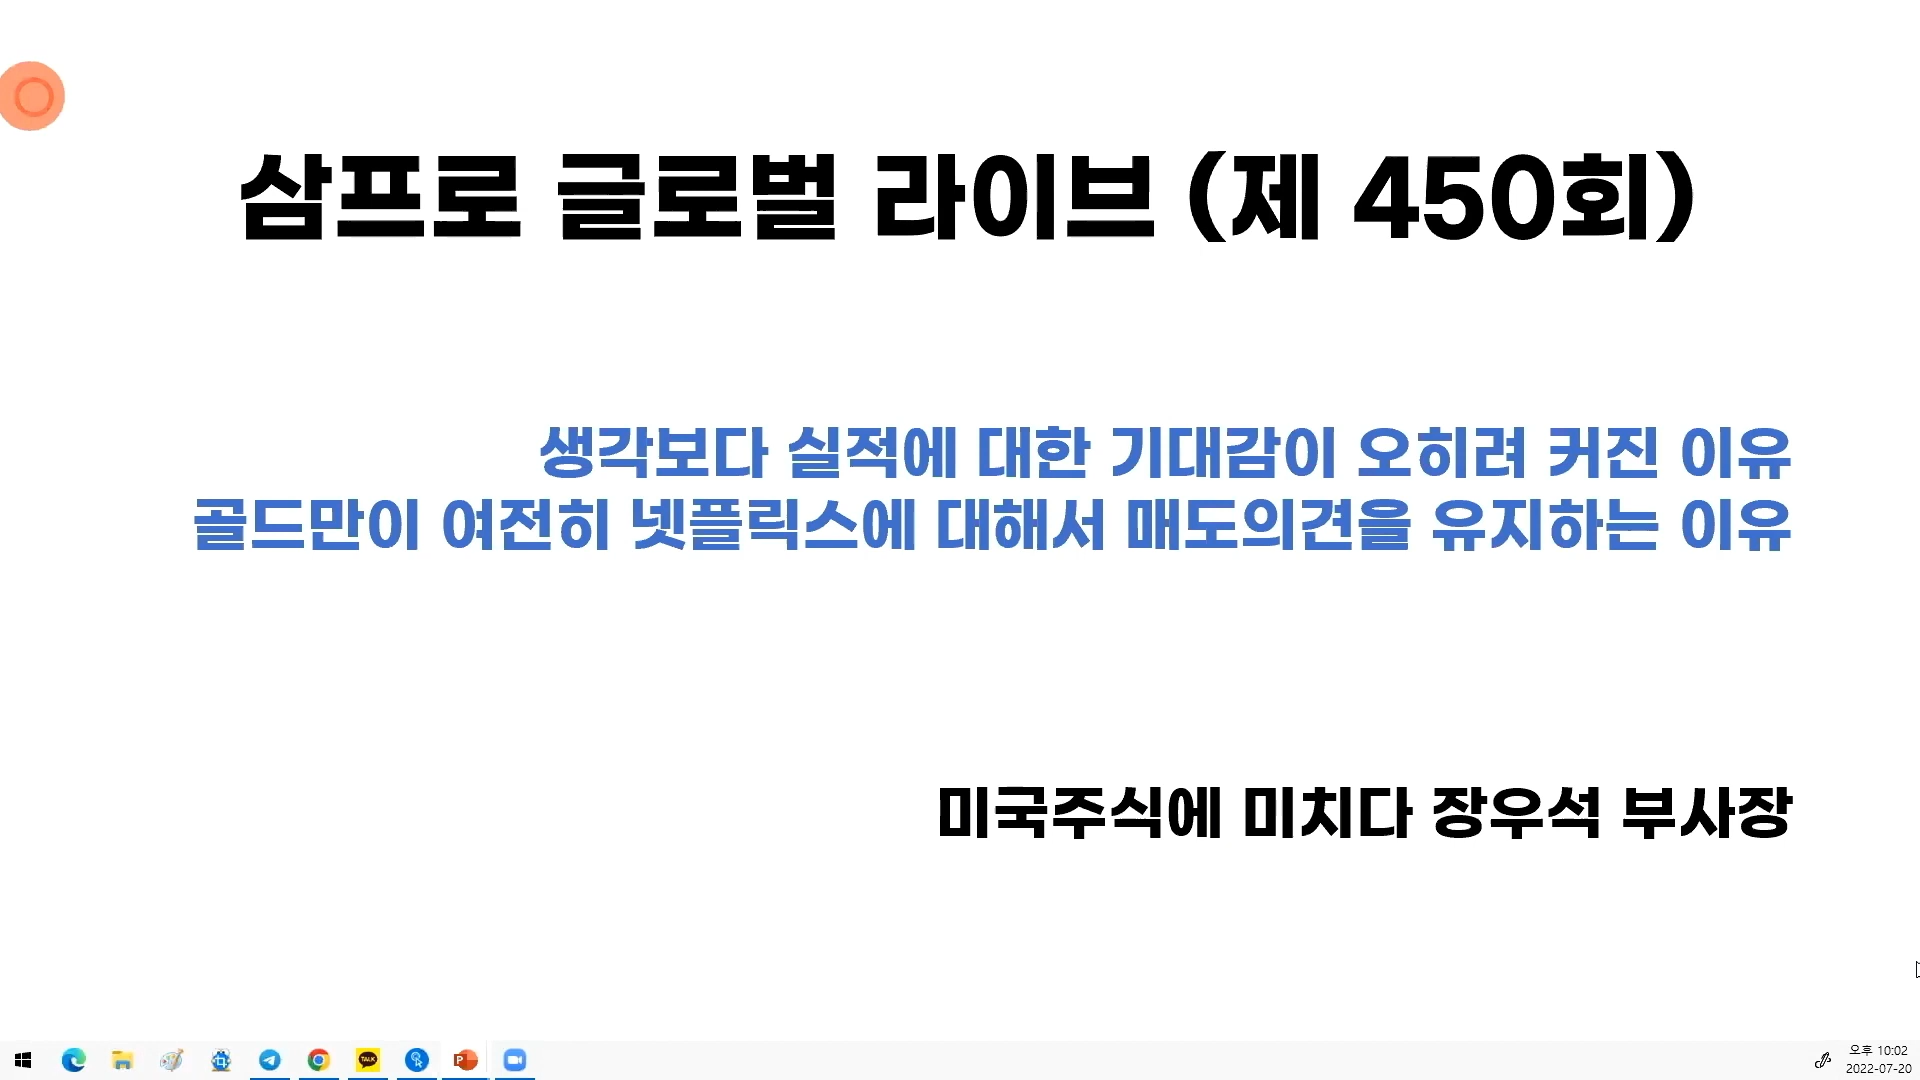 삼프로 글로벌 라이브 (제 450회)
생각보다 실적에 대한 기대감이 오히려 커진 이유
골드만이 여전히 넷플릭스에 대해서 매도의견을 유지하는 이유
미국주식에 미치다 장우석 부사장
TALK
P
오후 10:02
2022-07-20